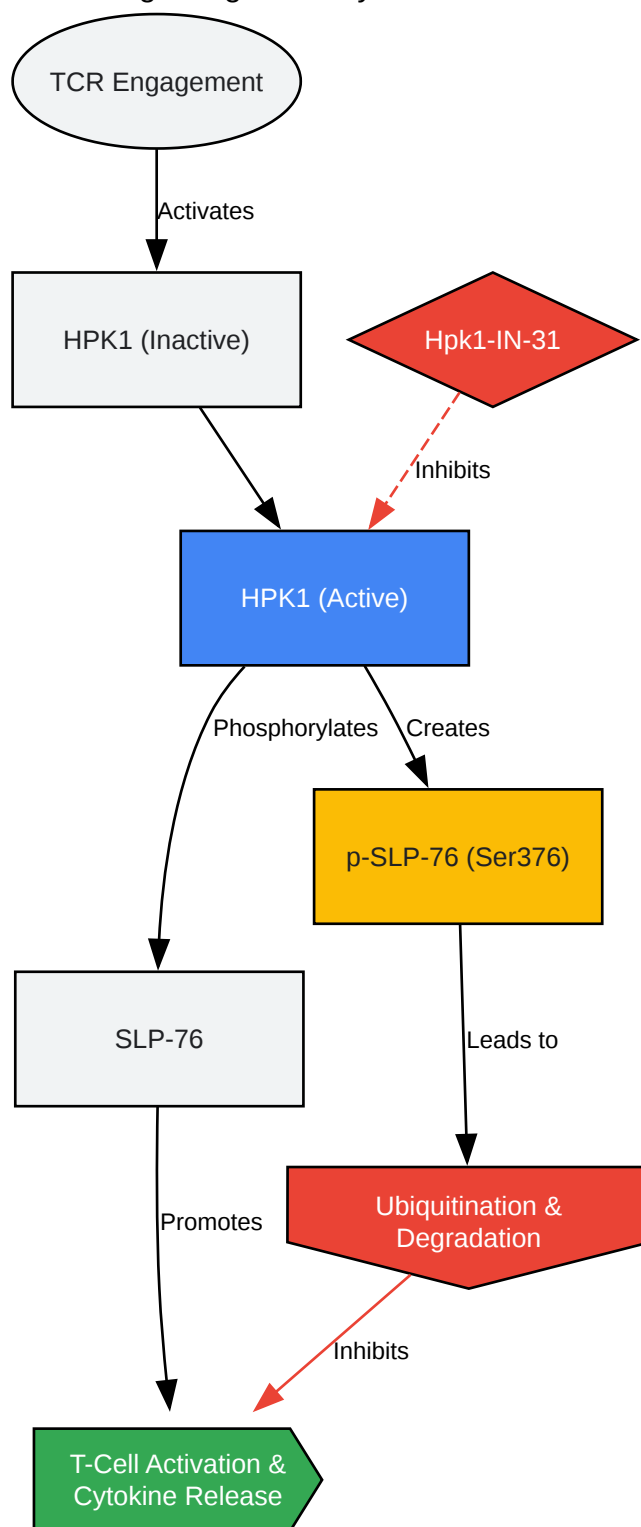 TCR Engagement
Activates
HPK1 (Inactive)
Hpk1-IN-31
Inhibits
HPK1 (Active)
Phosphorylates
Creates
p-SLP-76 (Ser376)
SLP-76
Leads to
Ubiquitination &
Degradation
Promotes
Inhibits
T-Cell Activation &
Cytokine Release